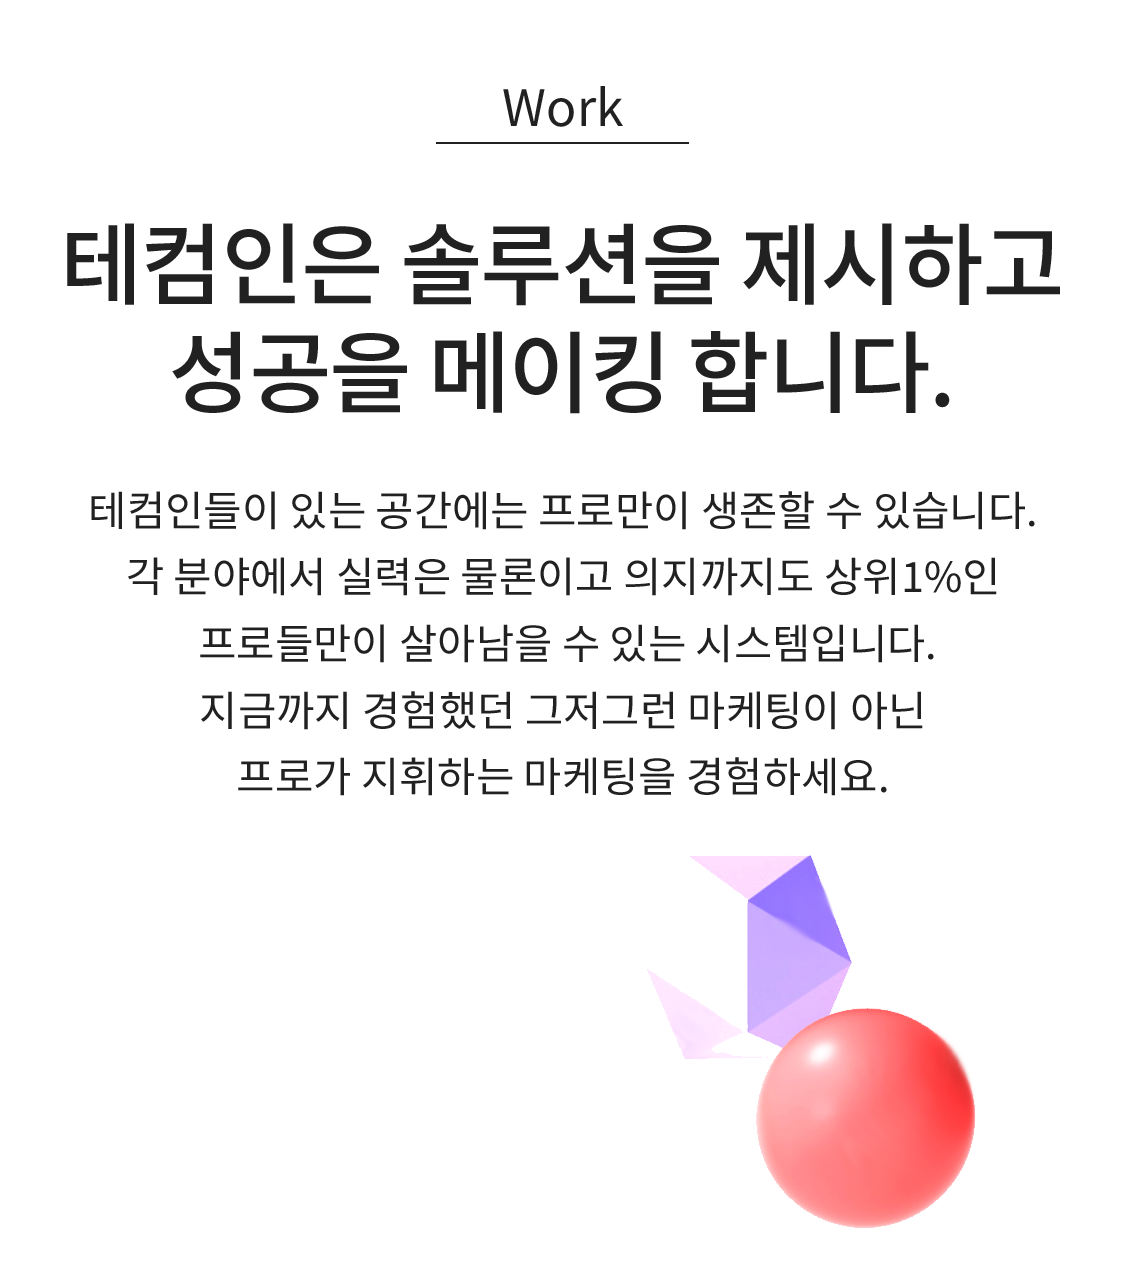 Work
테컴인은 솔루션을 제시하고
성공을 메이킹 합니다.
테컴인들이 있는 공간에는 프로만이 생존할 수 있습니다.
각 분야에서 실력은 물론이고 의지까지도 상위1%인
프로들만이 살아남을 수 있는 시스템입니다.
지금까지 경험했던 그저그런 마케팅이 아닌
프로가 지휘하는 마케팅을 경험하세요.